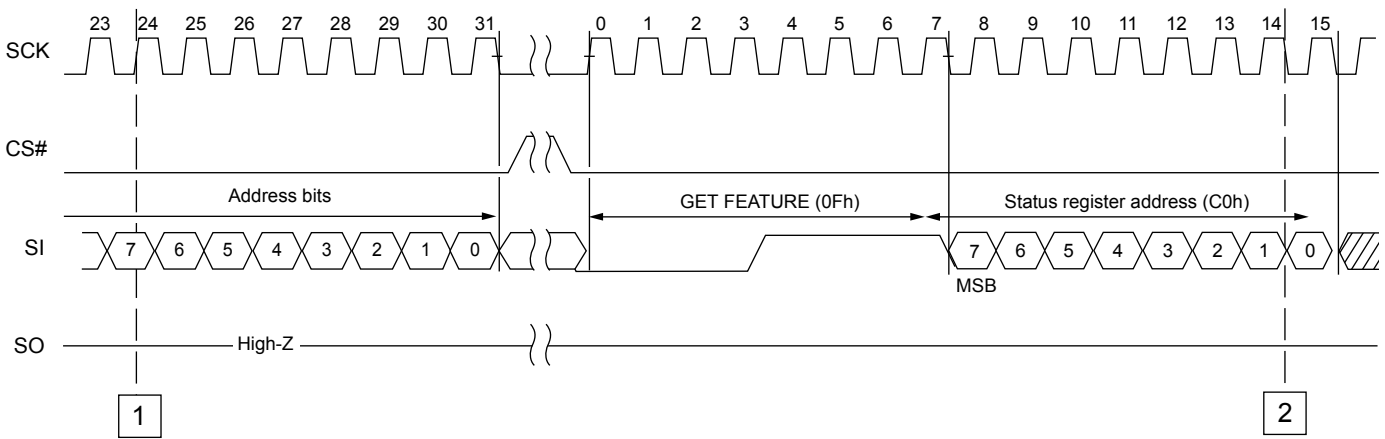 23 24 25 26 27 28 29 30 31 0 1 2 3 4 5 6 7 8 9 10 11 12 13 14 15
SCK
CS#
Address bits GET FEATURE (0Fh) Status register address (C0h)
SI 7 6 5 4 3 2 1 0 7 6 5 4 3 2 1 0
MSB
SO High-Z
1 2